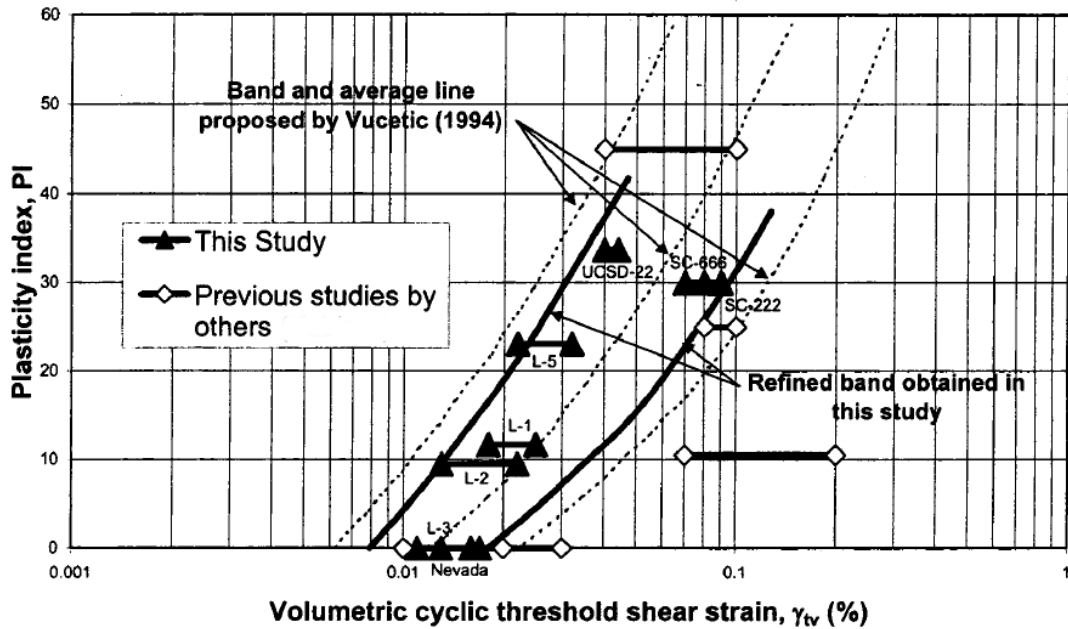 60
50
40
30
20
10
0
Plasticity index, PI
Band and average line
proposed by Vucetic (1994)
This Study
Previous studies by
others
UCSD-22
SC-666
SC-222
L-5
L-1
L-2
L-3
Nevada
Refined band obtained in
this study
0.001
0.01
0.1
1
Volumetric cyclic threshold shear strain, γtv (%)